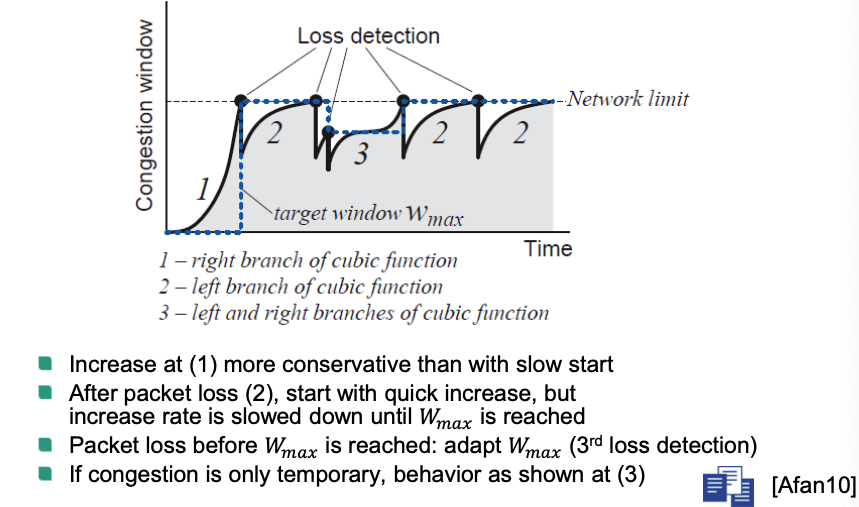 Loss detection
Congestion window
Network limit
2
2
2
3
1
target window Wmax
Time
1 – right branch of cubic function
2 – left branch of cubic function
3 – left and right branches of cubic function
Increase at (1) more conservative than with slow start
After packet loss (2), start with quick increase, but
increase rate is slowed down until 𝑊𝑚𝑎𝑥 is reached
Packet loss before 𝑊𝑚𝑎𝑥 is reached: adapt 𝑊𝑚𝑎𝑥 (3rd loss detection)
If congestion is only temporary, behavior as shown at (3)
[Afan10]